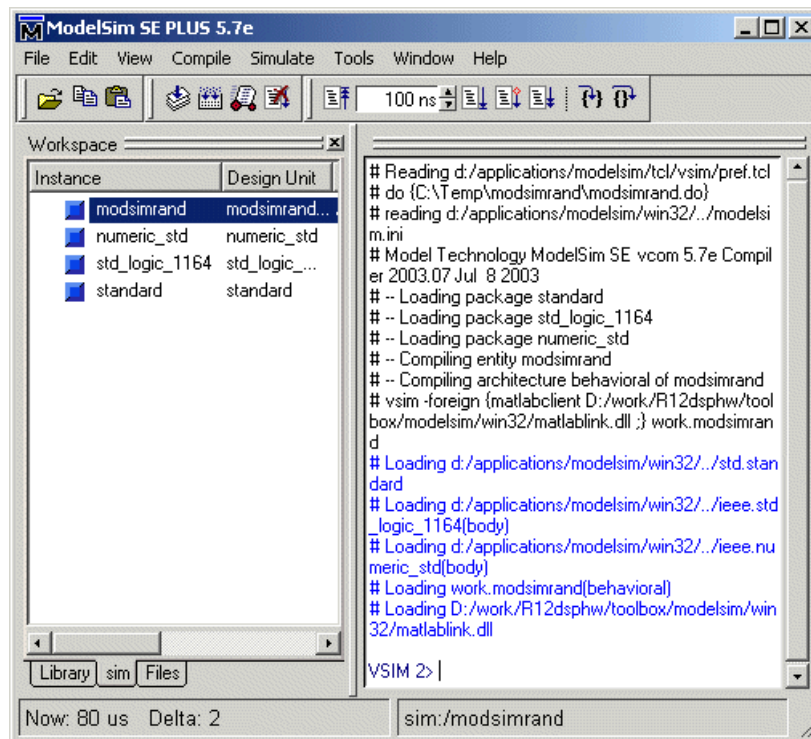 ModelSim SE PLUS 5.7e
File Edit View Compile Simulate Tools Window Help
100 ns
Workspace
Instance Design Unit
modsimrand modsimrand...
numeric_std numeric_std
std_logic_1164 std_logic_...
standard standard
Library sim Files
# Reading d:/applications/modelsim/tcl/vsim/pref.tcl
# do {C:\Temp\modsimrand\modsimrand.do}
# reading d:/applications/modelsim/win32/../modelsi
m.ini
# Model Technology ModelSim SE vcom 5.7e Compil
er 2003.07 Jul 8 2003
# -- Loading package standard
# -- Loading package std_logic_1164
# -- Loading package numeric_std
# -- Compiling entity modsimrand
# -- Compiling architecture behavioral of modsimrand
# vsim -foreign {matlabclient D:/work/R12dsphw/tool
box/modelsim/win32/matlablink.dll ;} work.modsimran
d
# Loading d:/applications/modelsim/win32/../std.stan
dard
# Loading d:/applications/modelsim/win32/../ieee.std
_logic_1164(body)
# Loading d:/applications/modelsim/win32/../ieee.nu
meric_std(body)
# Loading work.modsimrand(behavioral)
# Loading D:/work/R12dsphw/toolbox/modelsim/win
32/matlablink.dll
VSIM 2>
Now: 80 us Delta: 2
sim:/modsimrand